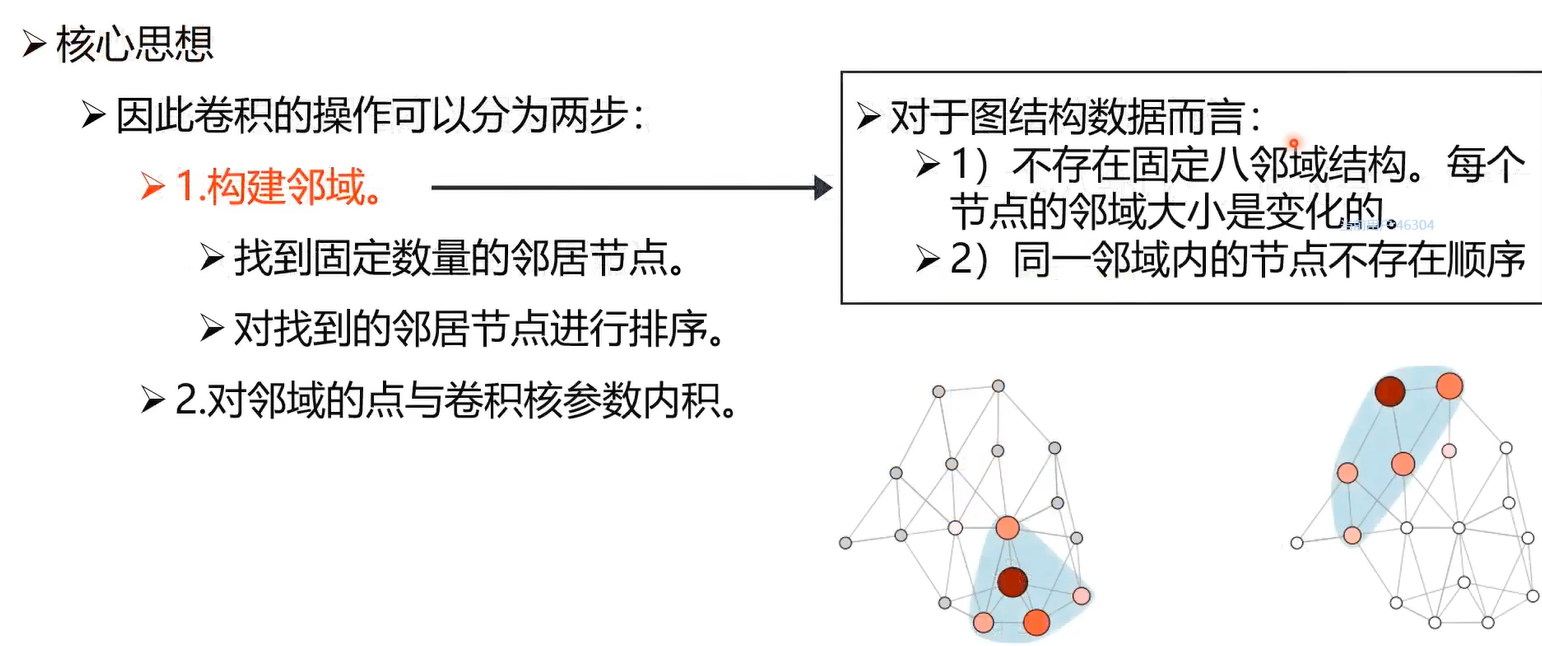 核心思想
因此卷积的操作可以分为两步：
1.构建邻域。
找到固定数量的邻居节点。
对找到的邻居节点进行排序。
2.对邻域的点与卷积核参数内积。
对于图结构数据而言：
1）不存在固定八邻域结构。每个
节点的邻域大小是变化的。
2）同一邻域内的节点不存在顺序